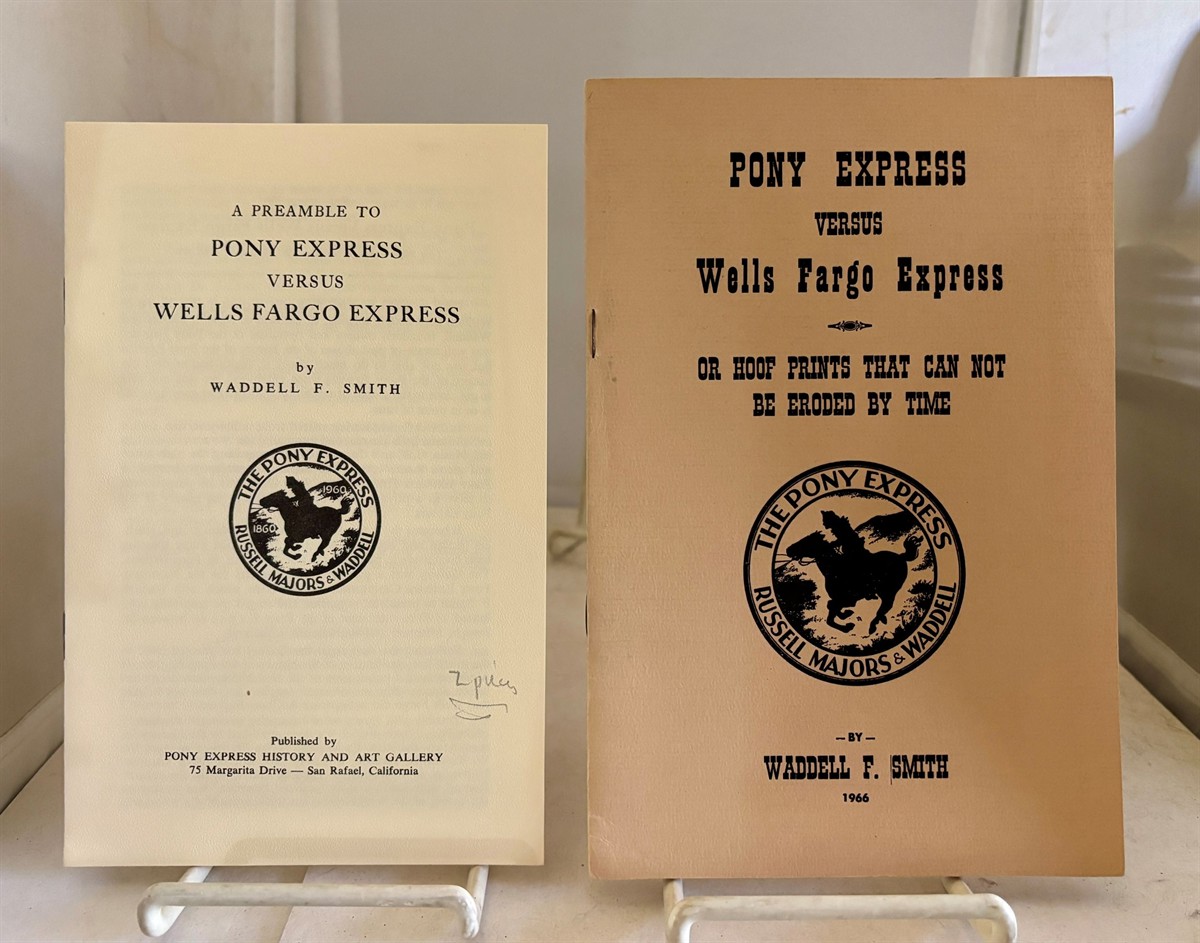 A PREAMBLE TO
PONY EXPRESS
VERSUS
WELLS FARGO EXPRESS
by
WADDELL F. SMITH
THE PONY EXPRESS
1960
1860
RUSSELL MAJORS & WADDELL
2 pieces
Published by
PONY EXPRESS HISTORY AND ART GALLERY
75 Margarita Drive — San Rafael, California
PONY EXPRESS
VERSUS
Wells Fargo Express
OR HOOF PRINTS THAT CAN NOT
BE ERODED BY TIME
THE PONY EXPRESS
RUSSELL MAJORS & WADDELL
— BY —
WADDELL F. SMITH
1966